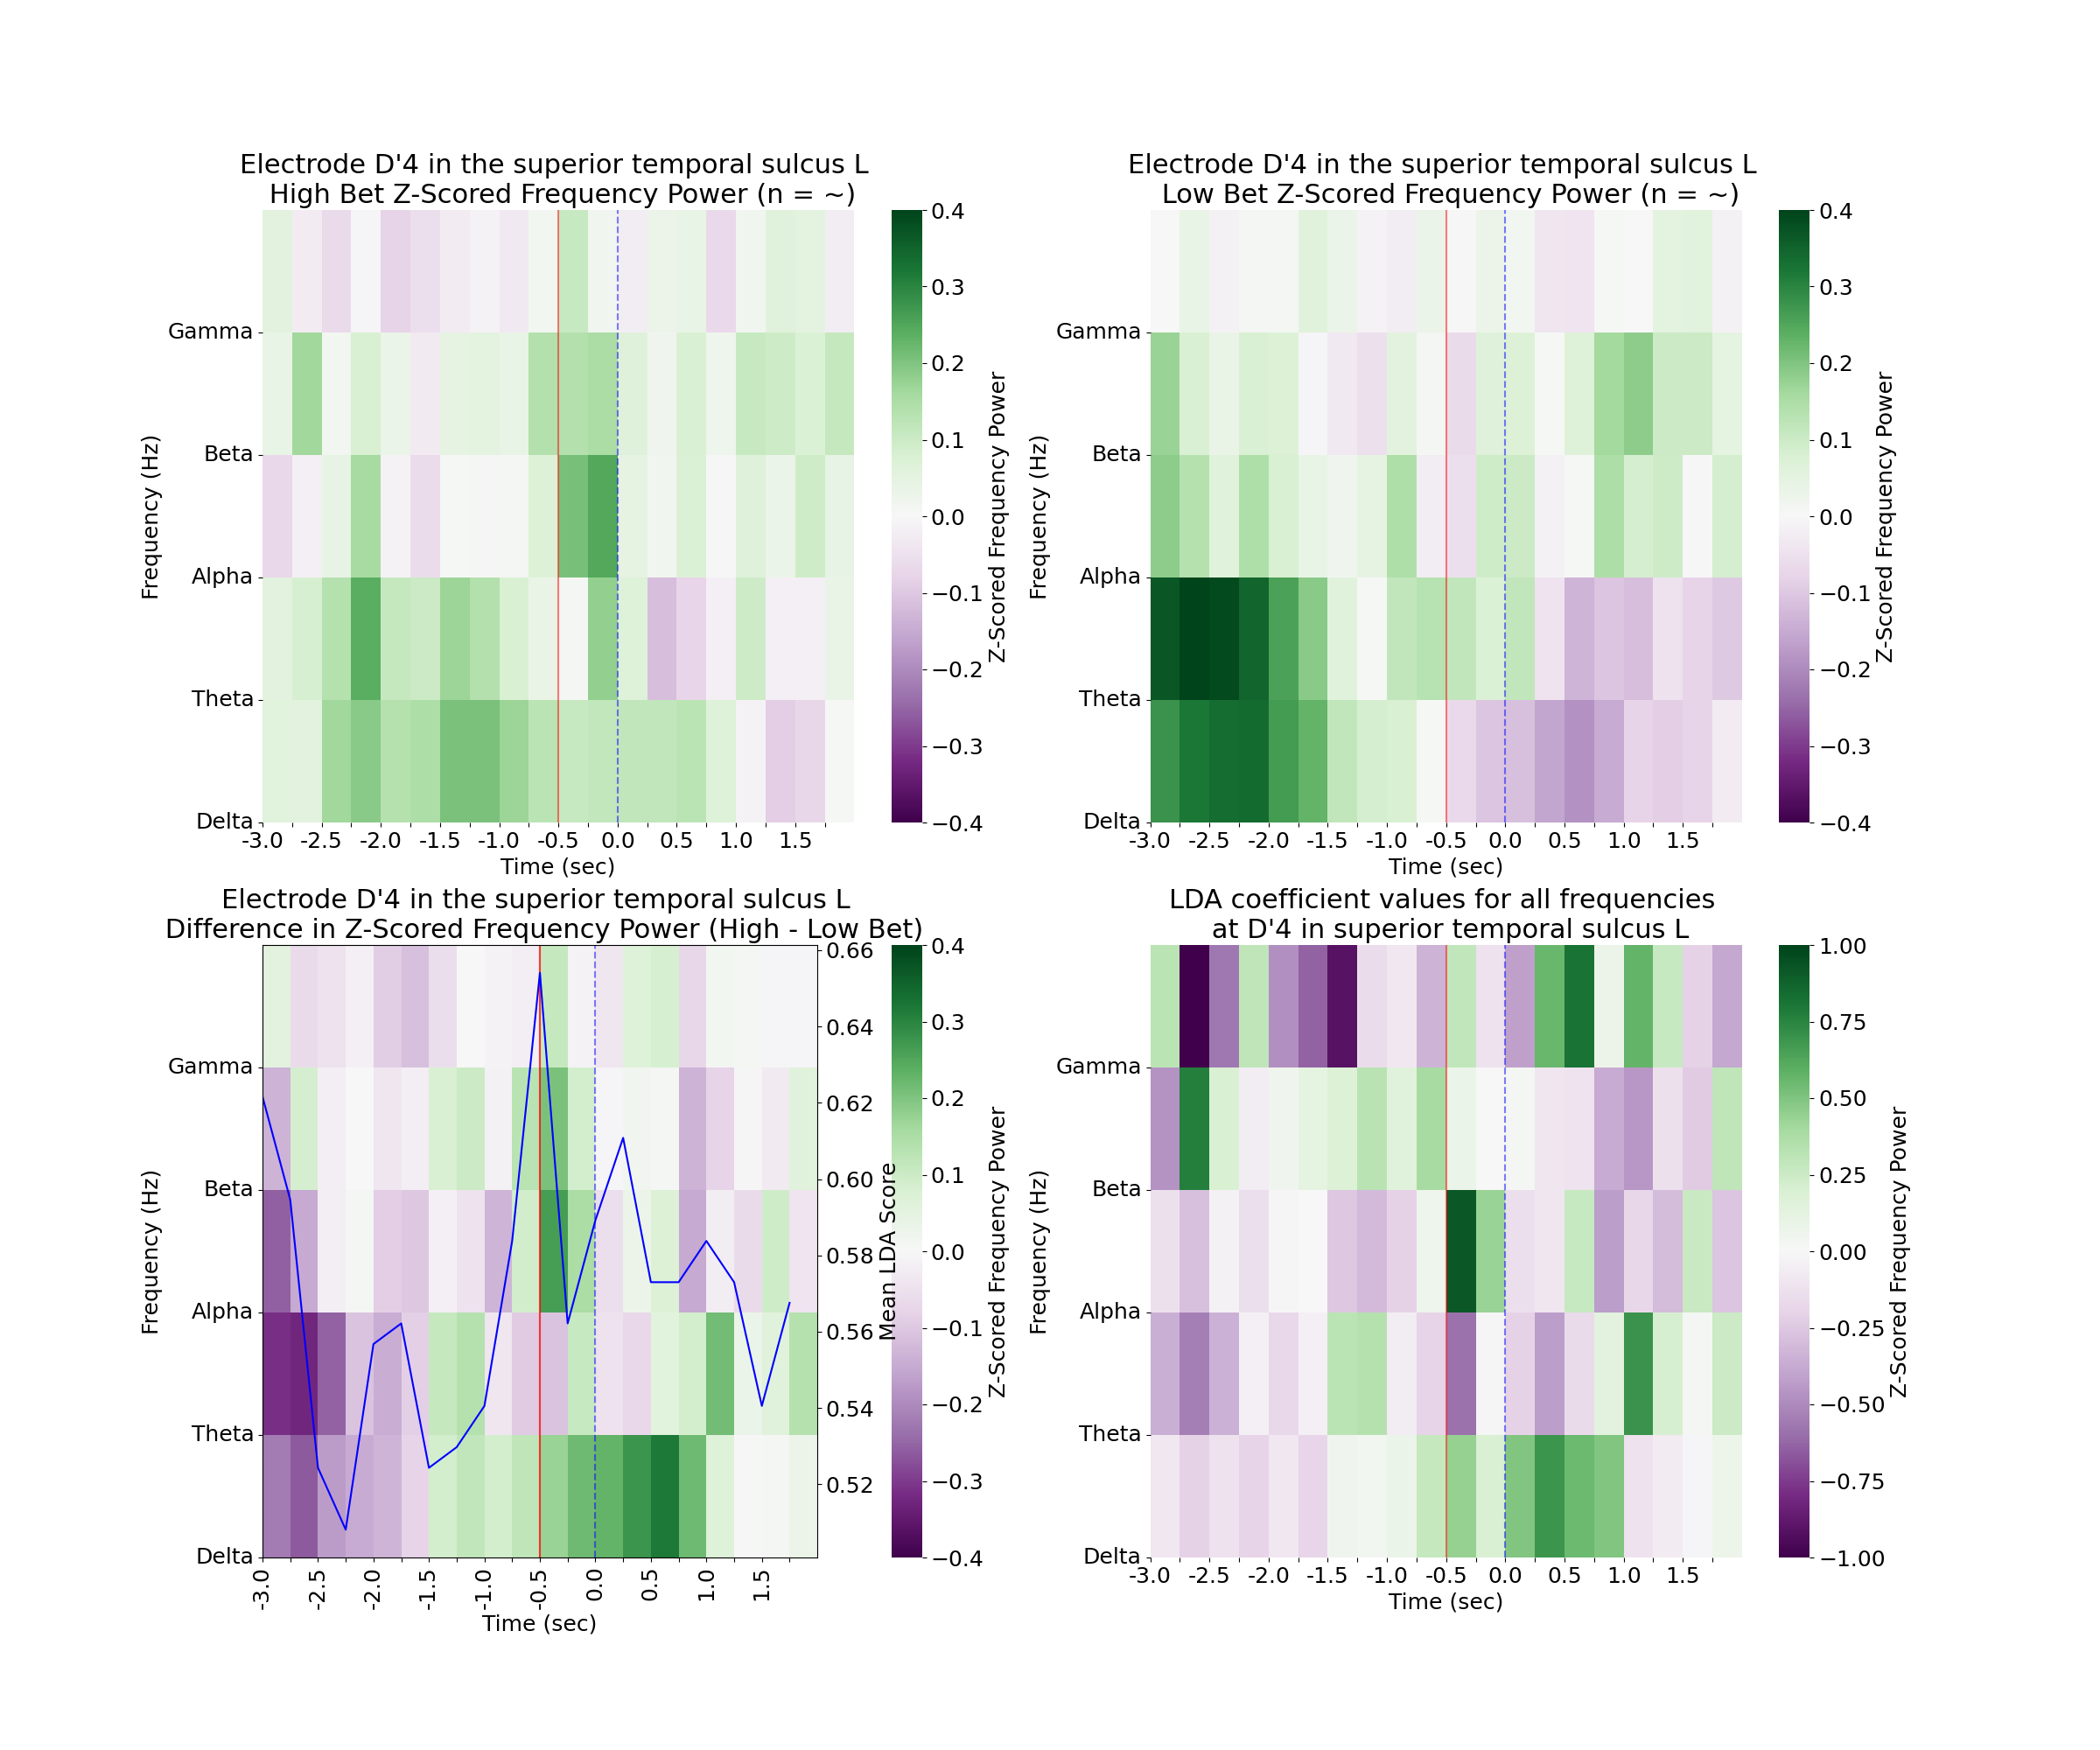 Electrode D'4 in the superior temporal sulcus L
High Bet Z-Scored Frequency Power (n = ~)
Frequency (Hz)
Gamma
Beta
Alpha
Theta
Delta
-3.0 -2.5 -2.0 -1.5 -1.0 -0.5 0.0 0.5 1.0 1.5
Time (sec)
0.4
0.3
0.2
0.1
0.0
−0.1
−0.2
−0.3
−0.4
Z-Scored Frequency Power
Electrode D'4 in the superior temporal sulcus L
Low Bet Z-Scored Frequency Power (n = ~)
Frequency (Hz)
Gamma
Beta
Alpha
Theta
Delta
-3.0 -2.5 -2.0 -1.5 -1.0 -0.5 0.0 0.5 1.0 1.5
Time (sec)
0.4
0.3
0.2
0.1
0.0
−0.1
−0.2
−0.3
−0.4
Z-Scored Frequency Power
Electrode D'4 in the superior temporal sulcus L
Difference in Z-Scored Frequency Power (High - Low Bet)
Frequency (Hz)
Gamma
Beta
Alpha
Theta
Delta
-3.0 -2.5 -2.0 -1.5 -1.0 -0.5 0.0 0.5 1.0 1.5
Time (sec)
0.66
0.64
0.62
0.60
0.58
0.56
0.54
0.52
Mean LDA Score
0.4
0.3
0.2
0.1
0.0
−0.1
−0.2
−0.3
−0.4
Z-Scored Frequency Power
LDA coefficient values for all frequencies
at D'4 in superior temporal sulcus L
Frequency (Hz)
Gamma
Beta
Alpha
Theta
Delta
-3.0 -2.5 -2.0 -1.5 -1.0 -0.5 0.0 0.5 1.0 1.5
Time (sec)
1.00
0.75
0.50
0.25
0.00
−0.25
−0.50
−0.75
−1.00
Z-Scored Frequency Power